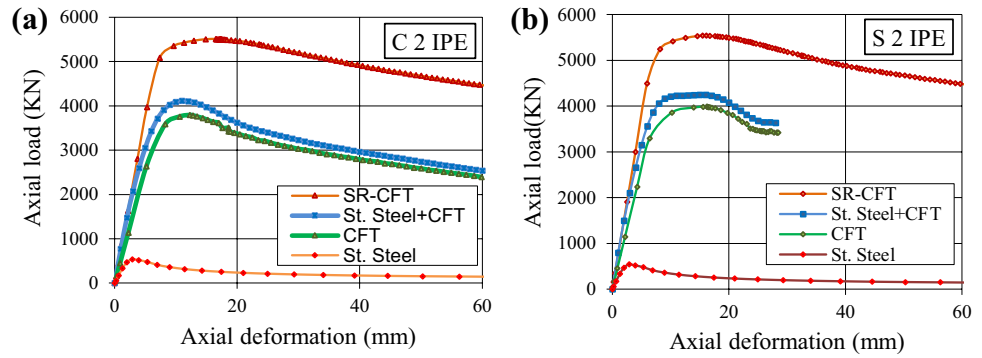 (a)
C 2 IPE
Axial load (KN)
6000
5000
4000
3000
2000
1000
0
0 20 40 60
Axial deformation (mm)
SR-CFT
St. Steel+CFT
CFT
St. Steel
(b)
S 2 IPE
Axial load(KN)
6000
5000
4000
3000
2000
1000
0
0 20 40 60
Axial deformation (mm)
SR-CFT
St. Steel+CFT
CFT
St. Steel